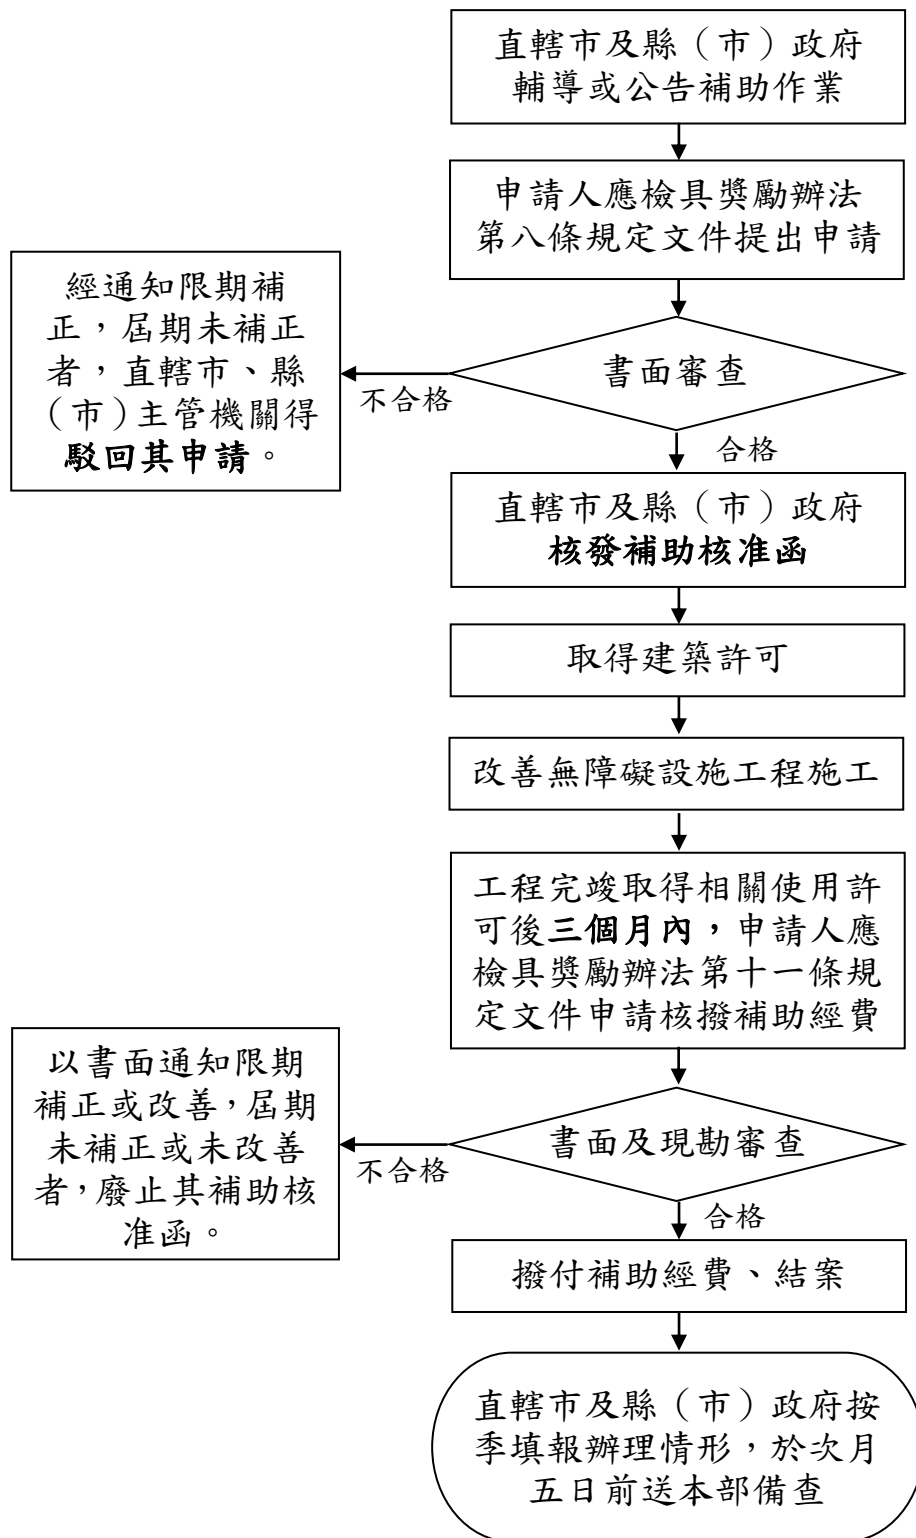 直轄市及縣（市）政府
輔導或公告補助作業
申請人應檢具獎勵辦法
第八條規定文件提出申請
經通知限期補
正，屆期未補正
者，直轄市、縣
（市）主管機關得
駁回其申請。
書面審查
不合格
合格
直轄市及縣（市）政府
核發補助核准函
取得建築許可
改善無障礙設施工程施工
工程完竣取得相關使用許
可後三個月內，申請人應
檢具獎勵辦法第十一條規
定文件申請核撥補助經費
以書面通知限期
補正或改善，屆期
未補正或未改善
者，廢止其補助核
准函。
書面及現勘審查
不合格
合格
撥付補助經費、結案
直轄市及縣（市）政府按
季填報辦理情形，於次月
五日前送本部備查